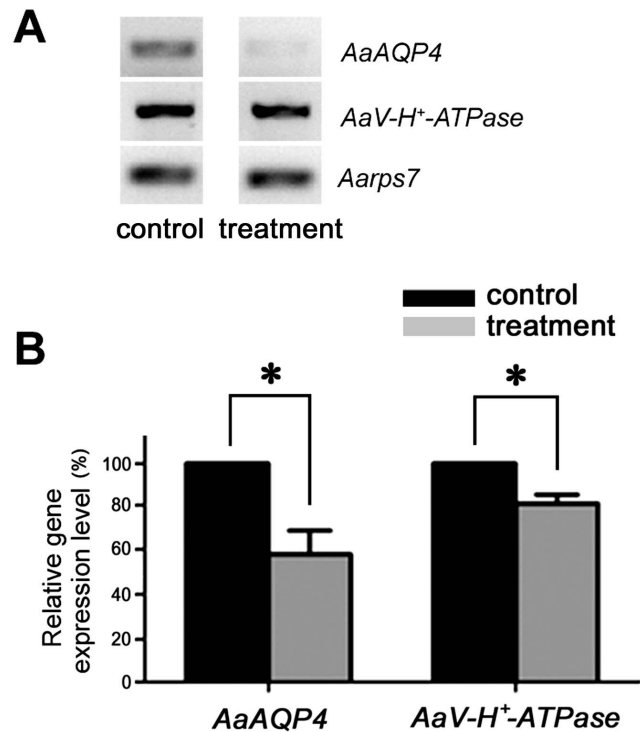 A
AaAQP4
AaV-H⁺-ATPase
Aarps7
control treatment
control
treatment
B
* *
Relative gene
expression level (%)
100
80
60
40
20
0
AaAQP4 AaV-H⁺-ATPase